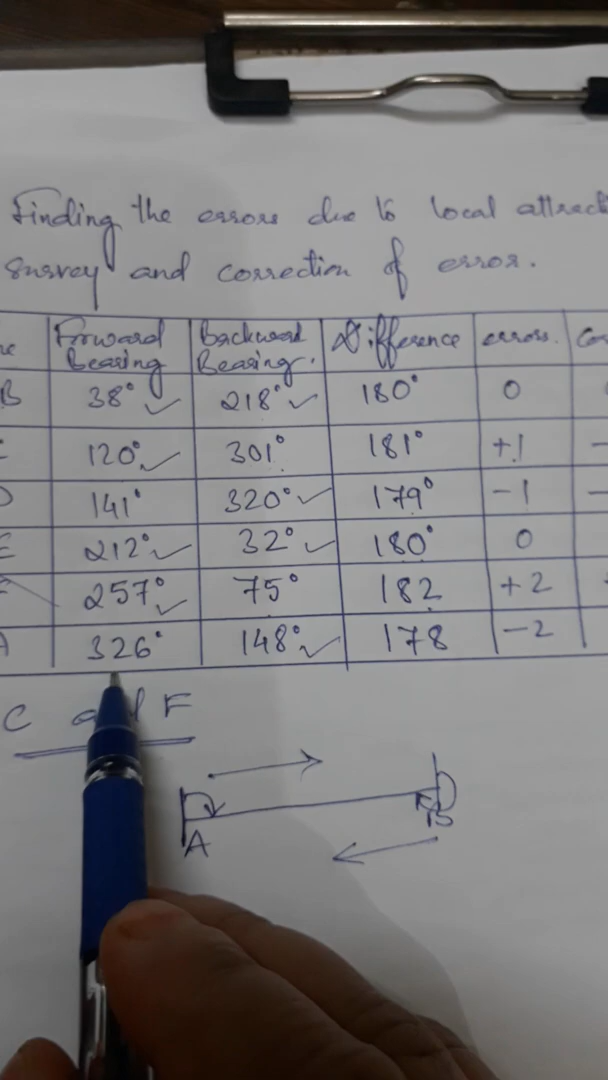 Finding the errors due to local attract
survey and correction of error.
Forward Bearing Backward Bearing. Difference errors. Co
B 38° 218° 180° 0
120° 301° 181° +1 -
D 141° 320° 179° -1 -
E 212° 32° 180° 0
F 257° 75° 182 +2
A 326° 148° 178 -2
C and F
A B